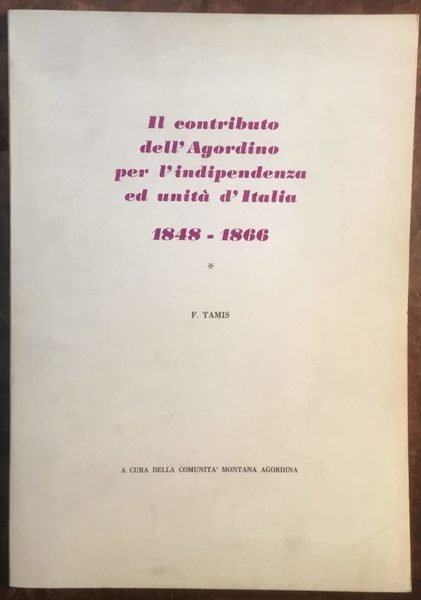 Il contributo
dell'Agordino
per l'indipendenza
ed unità d'Italia
1848 - 1866
*
F. TAMIS
A CURA DELLA COMUNITA' MONTANA AGORDINA